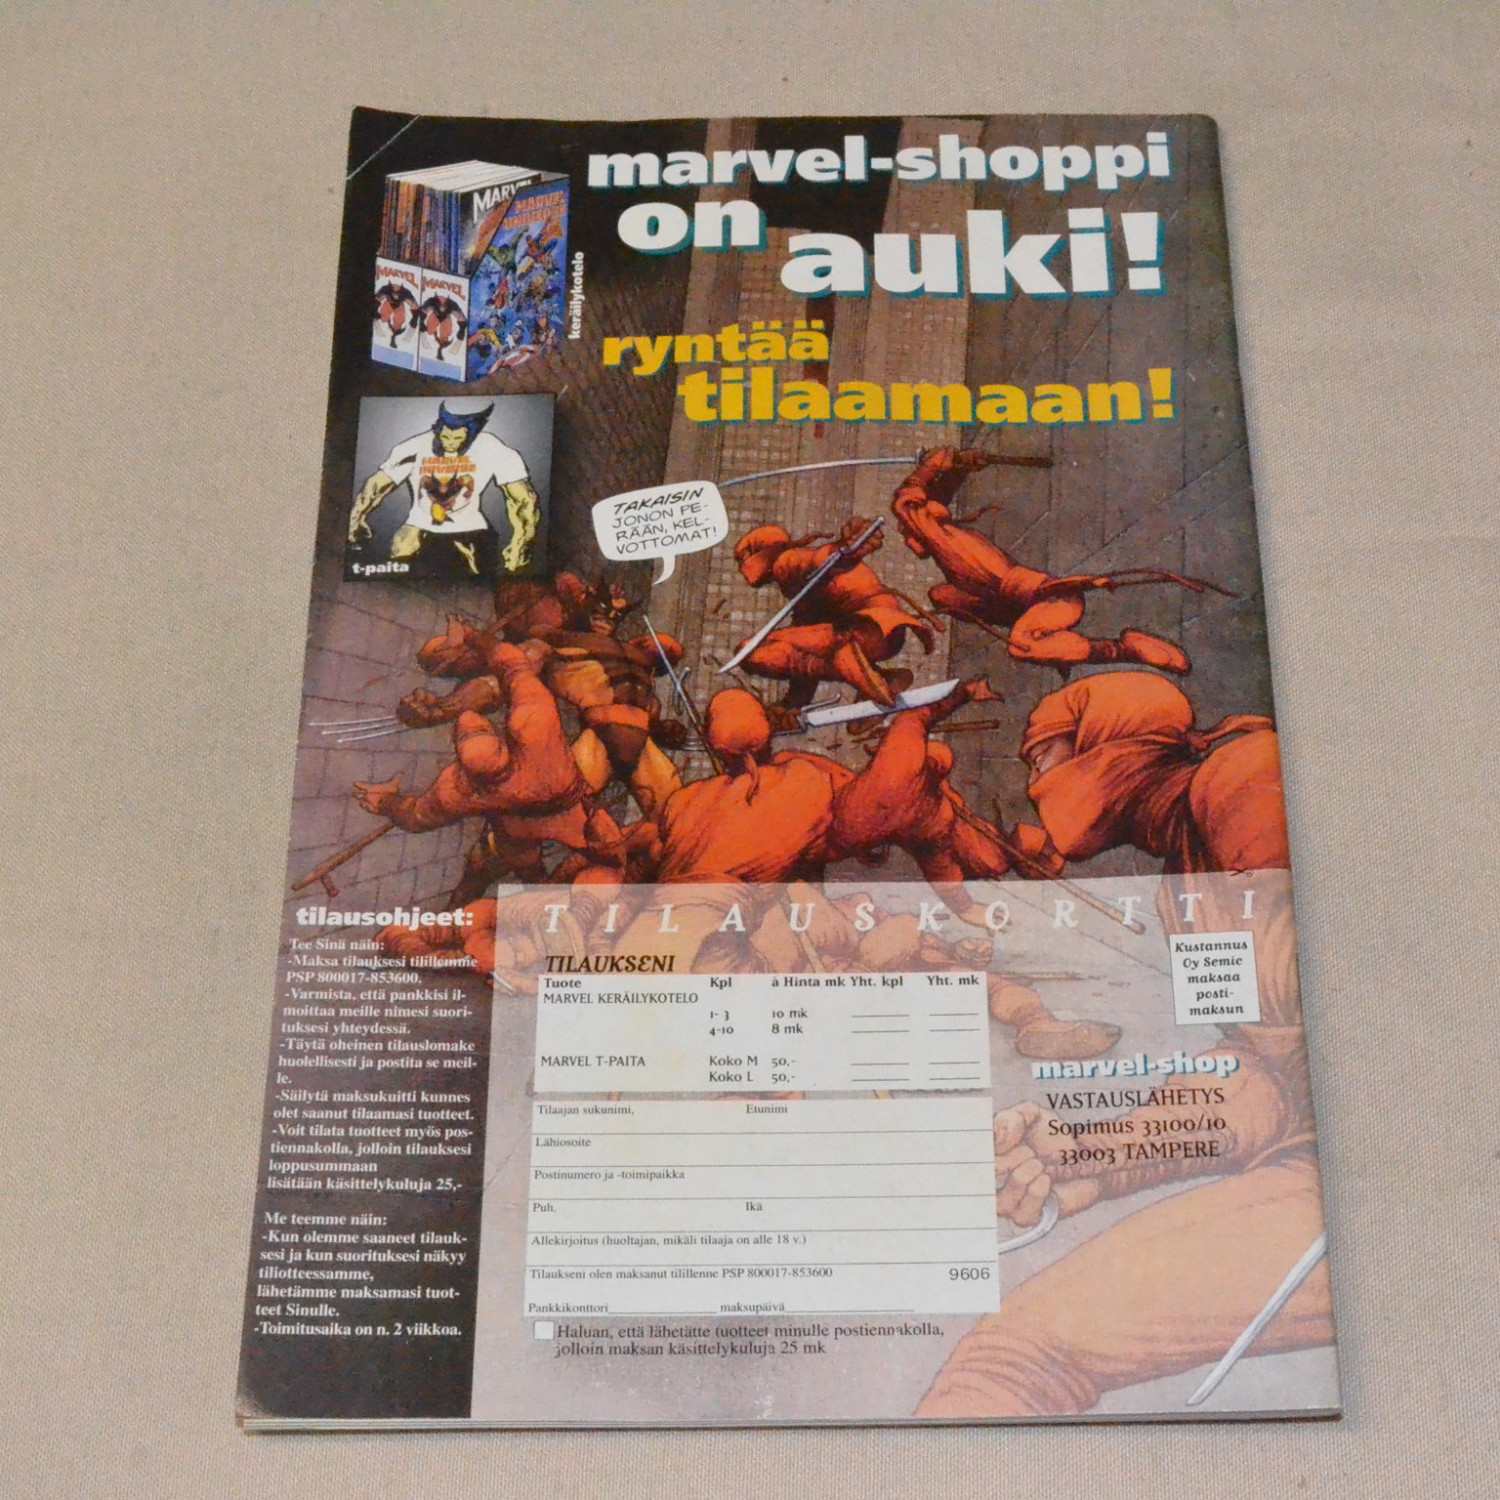 marvel-shoppi
on
auki!
ryntää
tilaamaan!
MARVEL
MARVEL
MARVEL
MARVEL
keräilykotelo
t-paita
TAKAISIN
JONON PE-
RÄÄN, KEL-
VOTTOMAT!
tilausohjeet:
Tee Sinä näin:
-Maksa tilauksesi tilillemme
PSP 800017-853600.
-Varmista, että pankkisi il-
moittaa meille nimesi suori-
tuksesi yhteydessä.
-Täytä oheinen tilauslomake
huolellisesti ja postita se meil-
le.
-Säilytä maksukuitti kunnes
olet saanut tilaamasi tuotteet.
-Voit tilata tuotteet myös pos-
tiennakolla, jolloin tilauksesi
loppusummaan
lisätään käsittelykuluja 25,-
Me teemme näin:
-Kun olemme saaneet tilauk-
sesi ja kun suorituksesi näkyy
tiliotteessamme,
lähetämme maksamasi tuot-
teet Sinulle.
-Toimitusaika on n. 2 viikkoa.
TILAUSKORTTI
TILAUKSENI
Tuote Kpl à Hinta mk Yht. kpl Yht. mk
MARVEL KERÄILYKOTELO
1- 3 10 mk
4-10 8 mk
MARVEL T-PAITA Koko M 50,-
Koko L 50,-
Tilaajan sukunimi, Etunimi
Lähiosoite
Postinumero ja -toimipaikka
Puh. Ikä
Allekirjoitus (huoltajan, mikäli tilaaja on alle 18 v.)
Tilaukseni olen maksanut tilillenne PSP 800017-853600 9606
Pankkikonttori maksupäivä
Haluan, että lähetätte tuotteet minulle postiennakolla,
jolloin maksan käsittelykuluja 25 mk
Kustannus
Oy Semic
maksaa
posti-
maksun
marvel-shop
VASTAUSLÄHETYS
Sopimus 33100/10
33003 TAMPERE